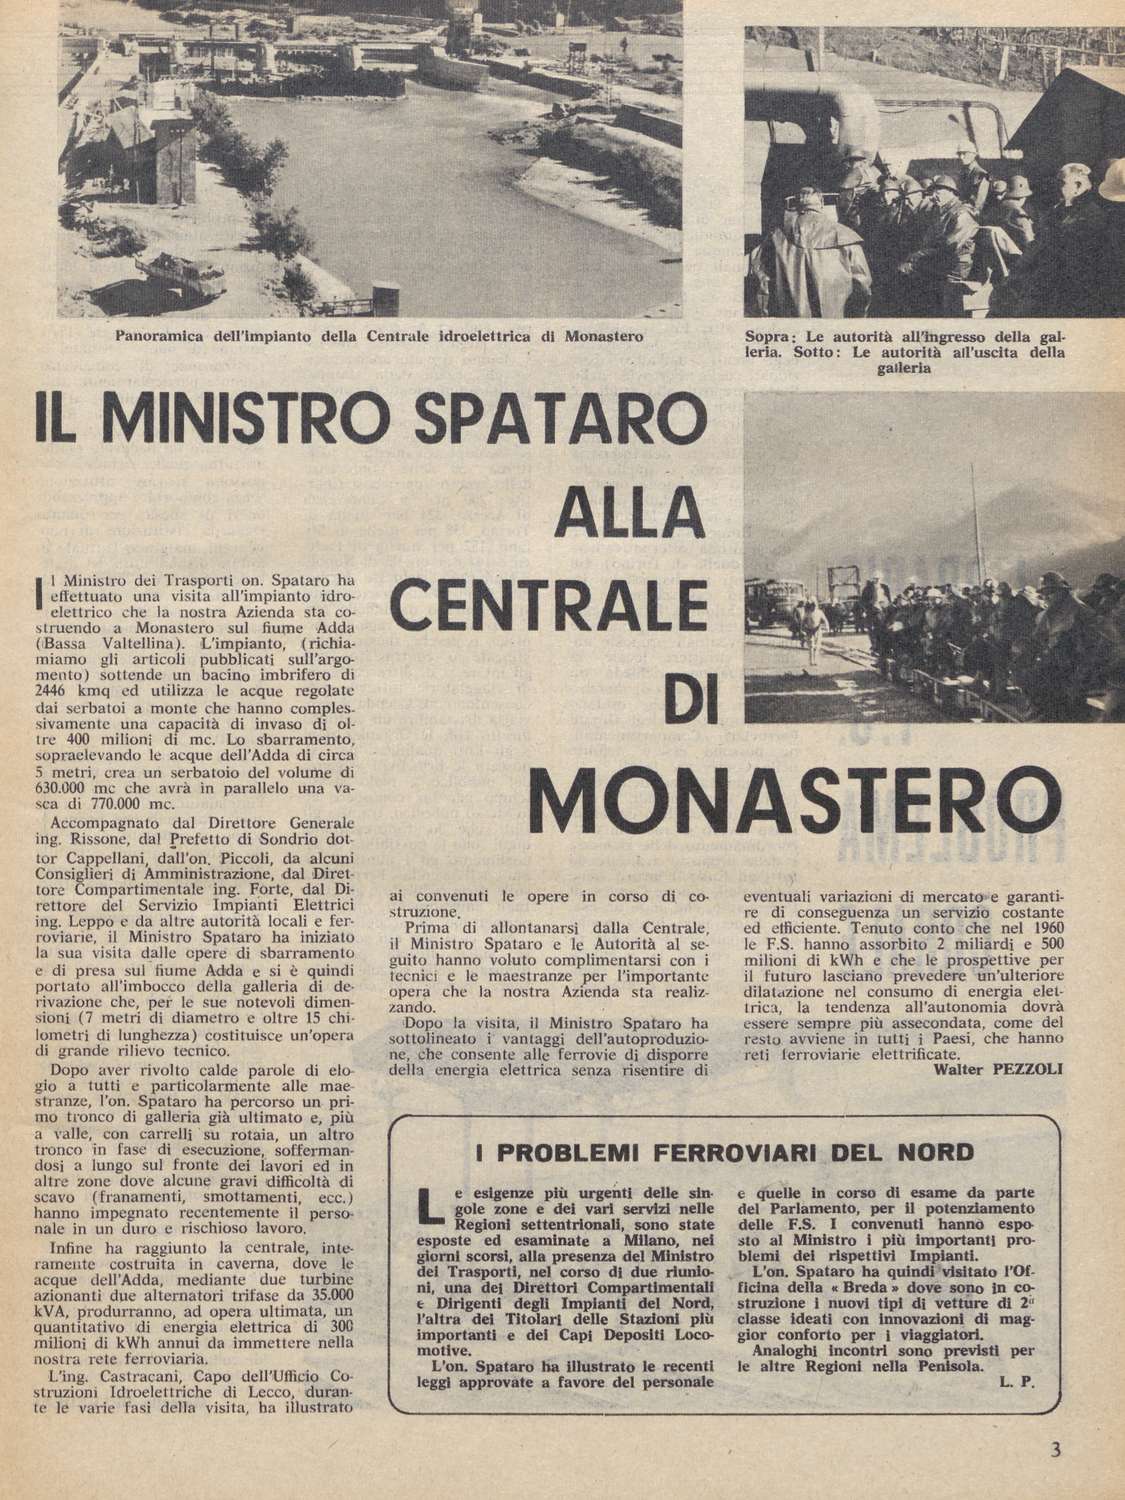 Panoramica dell'impianto della Centrale idroelettrica di Monastero
Sopra: Le autorità all'ingresso della gal-
leria. Sotto: Le autorità all'uscita della
galleria
IL MINISTRO SPATARO
ALLA
CENTRALE
DI
MONASTERO
Il Ministro dei Trasporti on. Spataro ha
effettuato una visita all'impianto idro-
elettrico che la nostra Azienda sta co-
struendo a Monastero sul fiume Adda
(Bassa Valtellina). L'impianto, (richia-
miamo gli articoli pubblicati sull'argo-
mento) sottende un bacino imbrifero di
2446 kmq ed utilizza le acque regolate
dai serbatoi a monte che hanno comples-
sivamente una capacità di invaso di ol-
tre 400 milioni di mc. Lo sbarramento,
sopraelevando le acque dell'Adda di circa
5 metri, crea un serbatoio del volume di
630.000 mc che avrà in parallelo una va-
sca di 770.000 mc.
Accompagnato dal Direttore Generale
ing. Rissone, dal Prefetto di Sondrio dot-
tor Cappellani, dall'on. Piccoli, da alcuni
Consiglieri di Amministrazione, dal Diret-
tore Compartimentale ing. Forte, dal Di-
rettore del Servizio Impianti Elettrici
ing. Leppo e da altre autorità locali e fer-
roviarie, il Ministro Spataro ha iniziato
la sua visita dalle opere di sbarramento
e di presa sul fiume Adda e si è quindi
portato all'imbocco della galleria di de-
rivazione che, per le sue notevoli dimen-
sioni (7 metri di diametro e oltre 15 chi-
lometri di lunghezza) costituisce un'opera
di grande rilievo tecnico.
Dopo aver rivolto calde parole di elo-
gio a tutti e particolarmente alle mae-
stranze, l'on. Spataro ha percorso un pri-
mo tronco di galleria già ultimato e, più
a valle, con carrelli su rotaia, un altro
tronco in fase di esecuzione, sofferman-
dosi a lungo sul fronte dei lavori ed in
altre zone dove alcune gravi difficoltà di
scavo (franamenti, smottamenti, ecc.)
hanno impegnato recentemente il perso-
nale in un duro e rischioso lavoro.
Infine ha raggiunto la centrale, inte-
ramente costruita in caverna, dove le
acque dell'Adda, mediante due turbine
azionanti due alternatori trifase da 35.000
kVA, produrranno, ad opera ultimata, un
quantitativo di energia elettrica di 300
milioni di kWh annui da immettere nella
nostra rete ferroviaria.
L'ing. Castracani, Capo dell'Ufficio Co-
struzioni Idroelettriche di Lecco, duran-
te le varie fasi della visita, ha illustrato
ai convenuti le opere in corso di co-
struzione.
Prima di allontanarsi dalla Centrale,
il Ministro Spataro e le Autorità al se-
guito hanno voluto complimentarsi con i
tecnici e le maestranze per l'importante
opera che la nostra Azienda sta realiz-
zando.
Dopo la visita, il Ministro Spataro ha
sottolineato i vantaggi dell'autoproduzio-
ne, che consente alle ferrovie di disporre
della energia elettrica senza risentire di
eventuali variazioni di mercato e garanti-
re di conseguenza un servizio costante
ed efficiente. Tenuto conto che nel 1960
le F.S. hanno assorbito 2 miliardi e 500
milioni di kWh e che le prospettive per
il futuro lasciano prevedere un'ulteriore
dilatazione nel consumo di energia elet-
trica, la tendenza all'autonomia dovrà
essere sempre più assecondata, come del
resto avviene in tutti i Paesi, che hanno
reti ferroviarie elettrificate.
Walter PEZZOLI
I PROBLEMI FERROVIARI DEL NORD
Le esigenze più urgenti delle sin-
gole zone e dei vari servizi nelle
Regioni settentrionali, sono state
esposte ed esaminate a Milano, nei
giorni scorsi, alla presenza del Ministro
dei Trasporti, nel corso di due riunio-
ni, una dei Direttori Compartimentali
e Dirigenti degli Impianti del Nord,
l'altra dei Titolari delle Stazioni più
importanti e dei Capi Depositi Loco-
motive.
L'on. Spataro ha illustrato le recenti
leggi approvate a favore del personale
e quelle in corso di esame da parte
del Parlamento, per il potenziamento
delle F.S. I convenuti hanno espo-
sto al Ministro i più importanti pro-
blemi dei rispettivi Impianti.
L'on. Spataro ha quindi visitato l'Of-
ficina della « Breda » dove sono in co-
struzione i nuovi tipi di vetture di 2ª
classe ideati con innovazioni di mag-
gior conforto per i viaggiatori.
Analoghi incontri sono previsti per
le altre Regioni nella Penisola.
L. P.
3